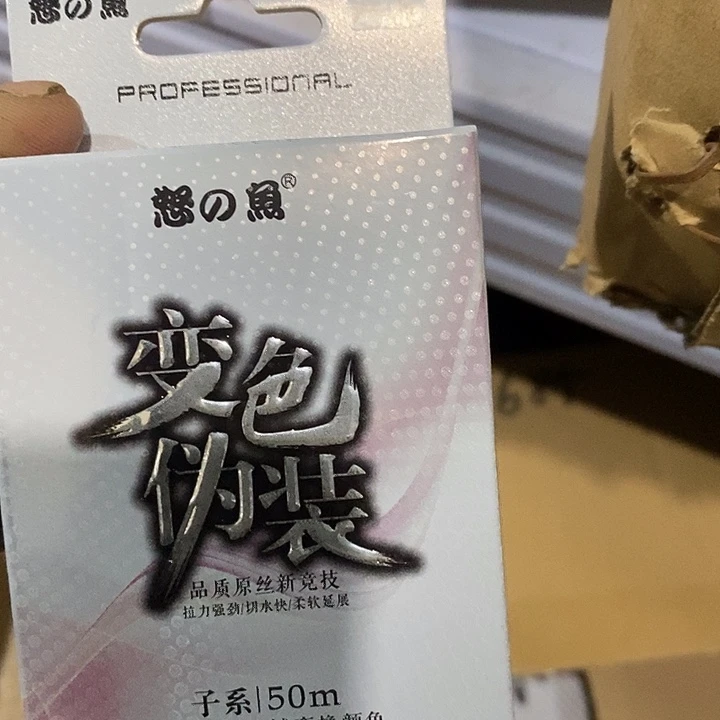 怒の魚
PROFESSIONAL
怒の魚®
变色
伪装
品质原丝新竞技
拉力强劲/切水快/柔软延展
子系|50m